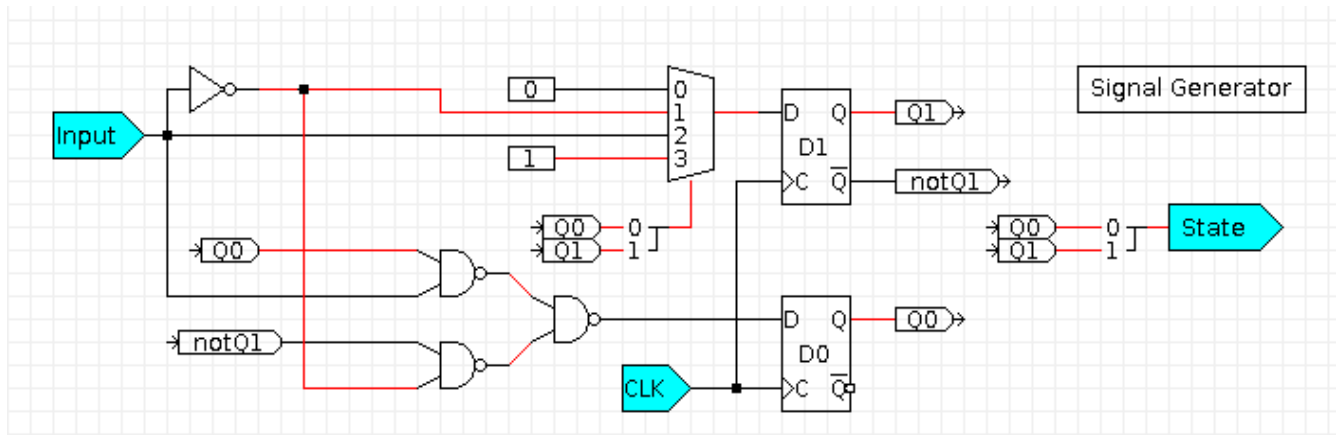 Signal Generator
0
0
1
2
3
Input
1
D
Q
D1
C
Q
Q1
notQ1
Q0
0
Q1
1
Q0
0
Q1
1
State
Q0
notQ1
D
Q
D0
C
Q
Q0
CLK